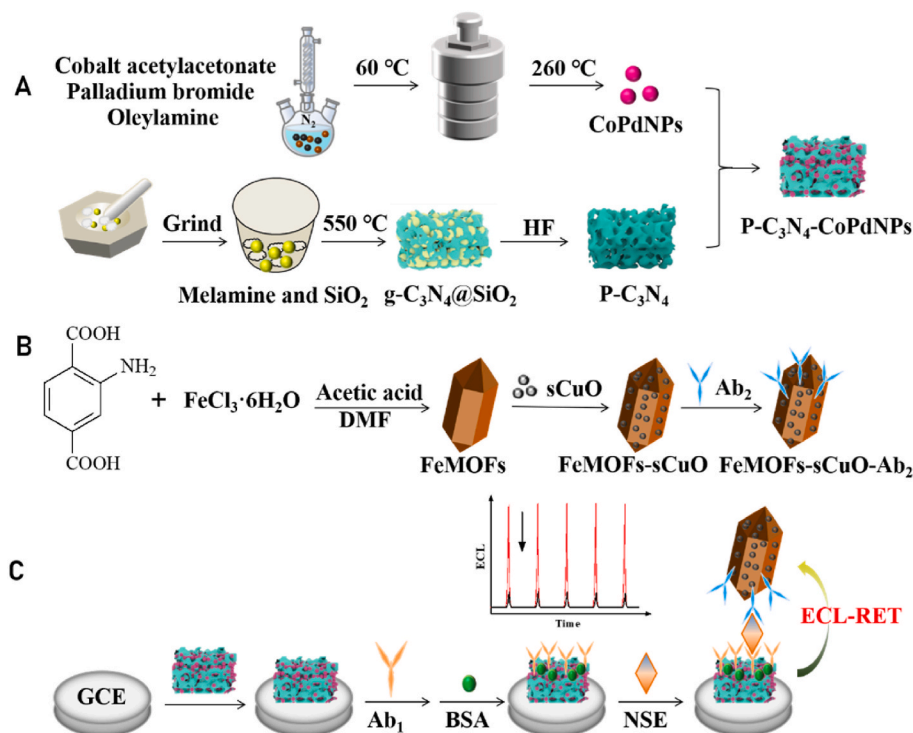 A
Cobalt acetylacetonate
Palladium bromide
Oleylamine
N₂
60 °C
260 °C
CoPdNPs
P-C₃N₄-CoPdNPs
Grind
550 °C
HF
Melamine and SiO₂
g-C₃N₄@SiO₂
P-C₃N₄
B
COOH
NH₂
COOH
+
FeCl₃·6H₂O
Acetic acid
DMF
sCuO
Ab₂
FeMOFs
FeMOFs-sCuO
FeMOFs-sCuO-Ab₂
C
ECL
Time
ECL-RET
GCE
Ab₁
BSA
NSE